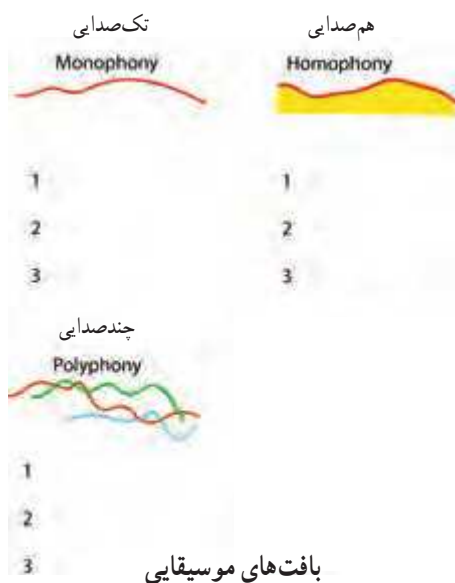 تک‌صدایی
Monophony
1
2
3
هم‌صدایی
Homophony
1
2
3
چندصدایی
Polyphony
1
2
3
بافت‌های موسیقایی